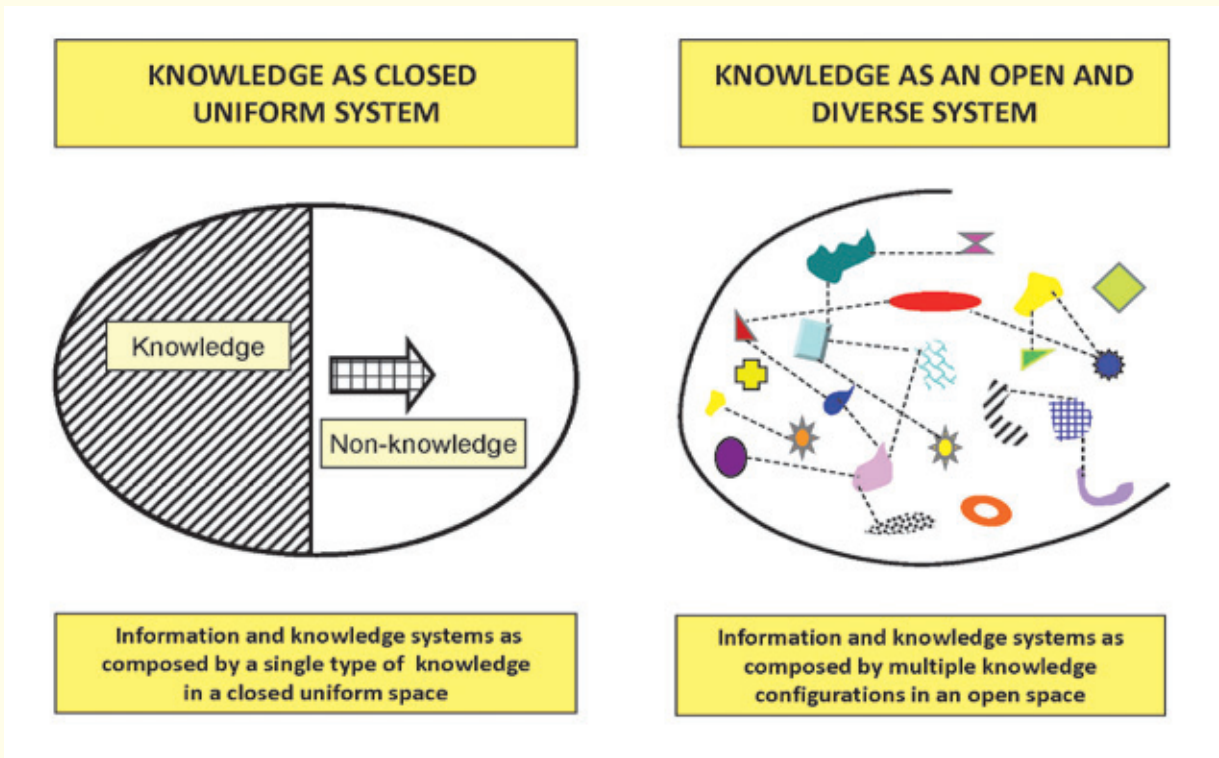 KNOWLEDGE AS CLOSED
UNIFORM SYSTEM
Knowledge
Non-knowledge
Information and knowledge systems as
composed by a single type of knowledge
in a closed uniform space
KNOWLEDGE AS AN OPEN AND
DIVERSE SYSTEM
Information and knowledge systems as
composed by multiple knowledge
configurations in an open space